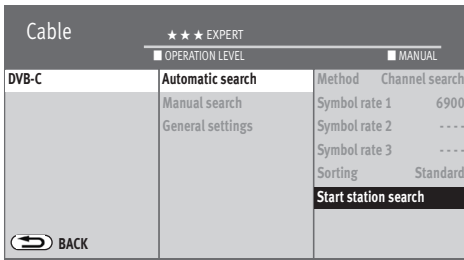 Cable
★★★ EXPERT
OPERATION LEVEL MANUAL
DVB-C Automatic search Method Channel search
Manual search Symbol rate 1 6900
General settings Symbol rate 2 ----
Symbol rate 3 ----
Sorting Standard
Start station search
BACK